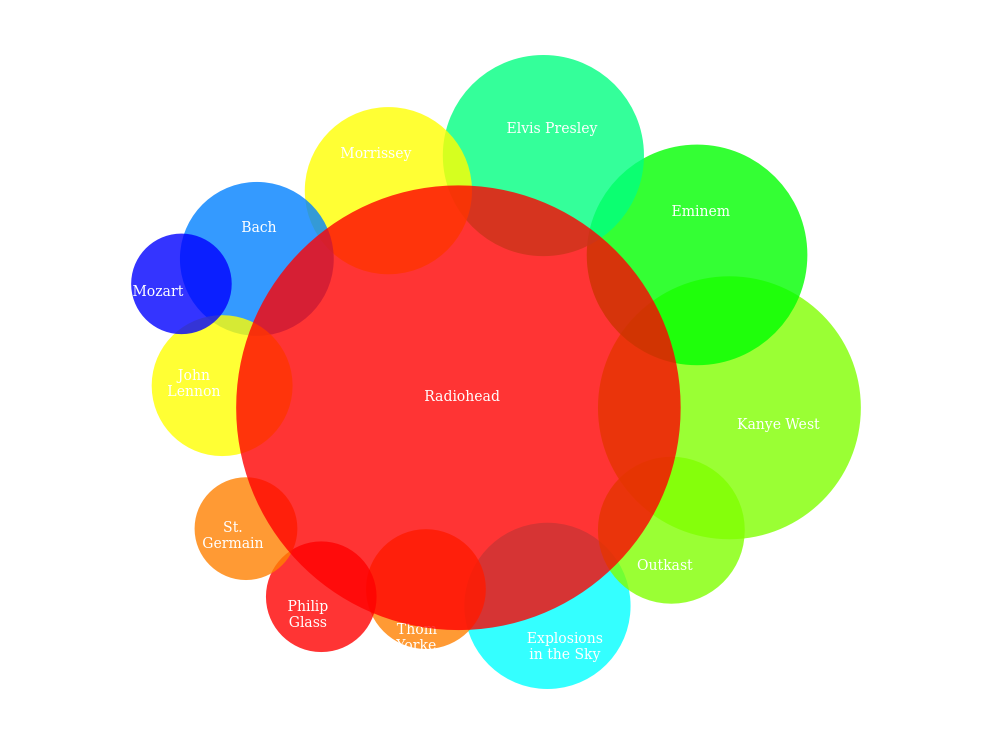 Elvis Presley
Morrissey
Eminem
Bach
Mozart
John
Lennon
Radiohead
Kanye West
St.
Germain
Outkast
Philip
Glass
Thom
Yorke
Explosions
in the Sky